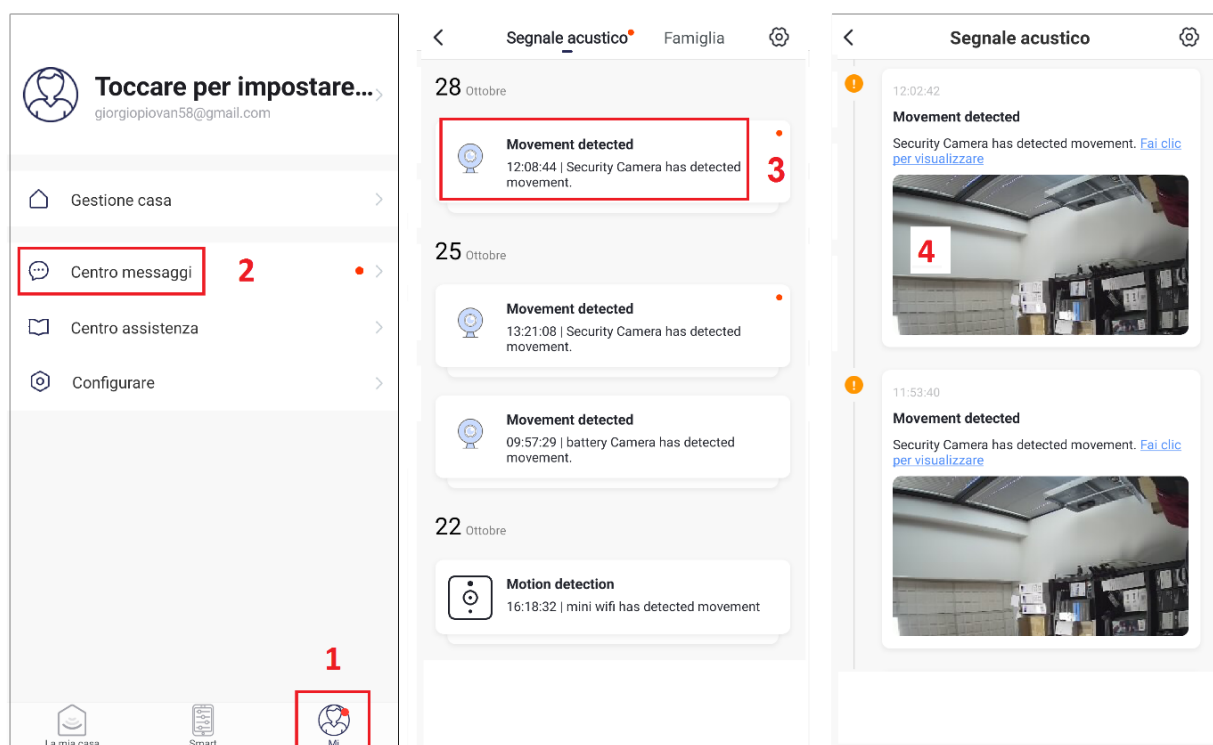 Toccare per impostare...
giorgiopiovan58@gmail.com
Gestione casa
Centro messaggi
2
Centro assistenza
Configurare
1
La mia casa
Smart
Mi
Segnale acustico
Famiglia
28 Ottobre
Movement detected
12:08:44 | Security Camera has detected
movement.
3
25 Ottobre
Movement detected
13:21:08 | Security Camera has detected
movement.
Movement detected
09:57:29 | battery Camera has detected
movement.
22 Ottobre
Motion detection
16:18:32 | mini wifi has detected movement
Segnale acustico
12:02:42
Movement detected
Security Camera has detected movement. Fai clic
per visualizzare
4
11:53:40
Movement detected
Security Camera has detected movement. Fai clic
per visualizzare